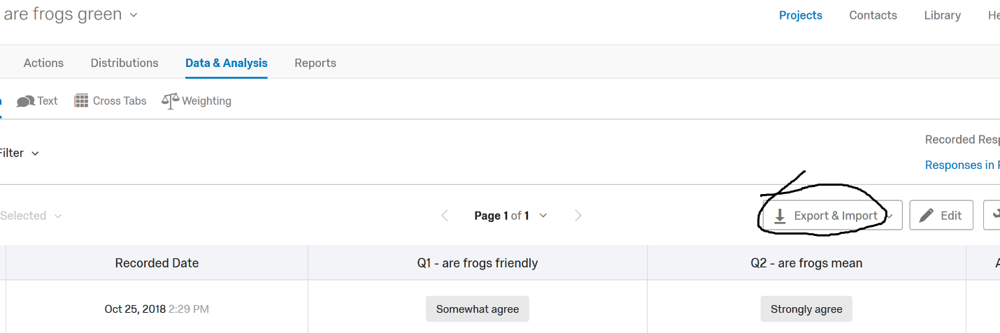 are frogs green
Projects Contacts Library
Actions Distributions Data & Analysis Reports
Text Cross Tabs Weighting
Recorded
Filter
Responses in
Selected Page 1 of 1 Export & Import Edit
Recorded Date Q1 - are frogs friendly Q2 - are frogs mean
Oct 25, 2018 2:29 PM Somewhat agree Strongly agree